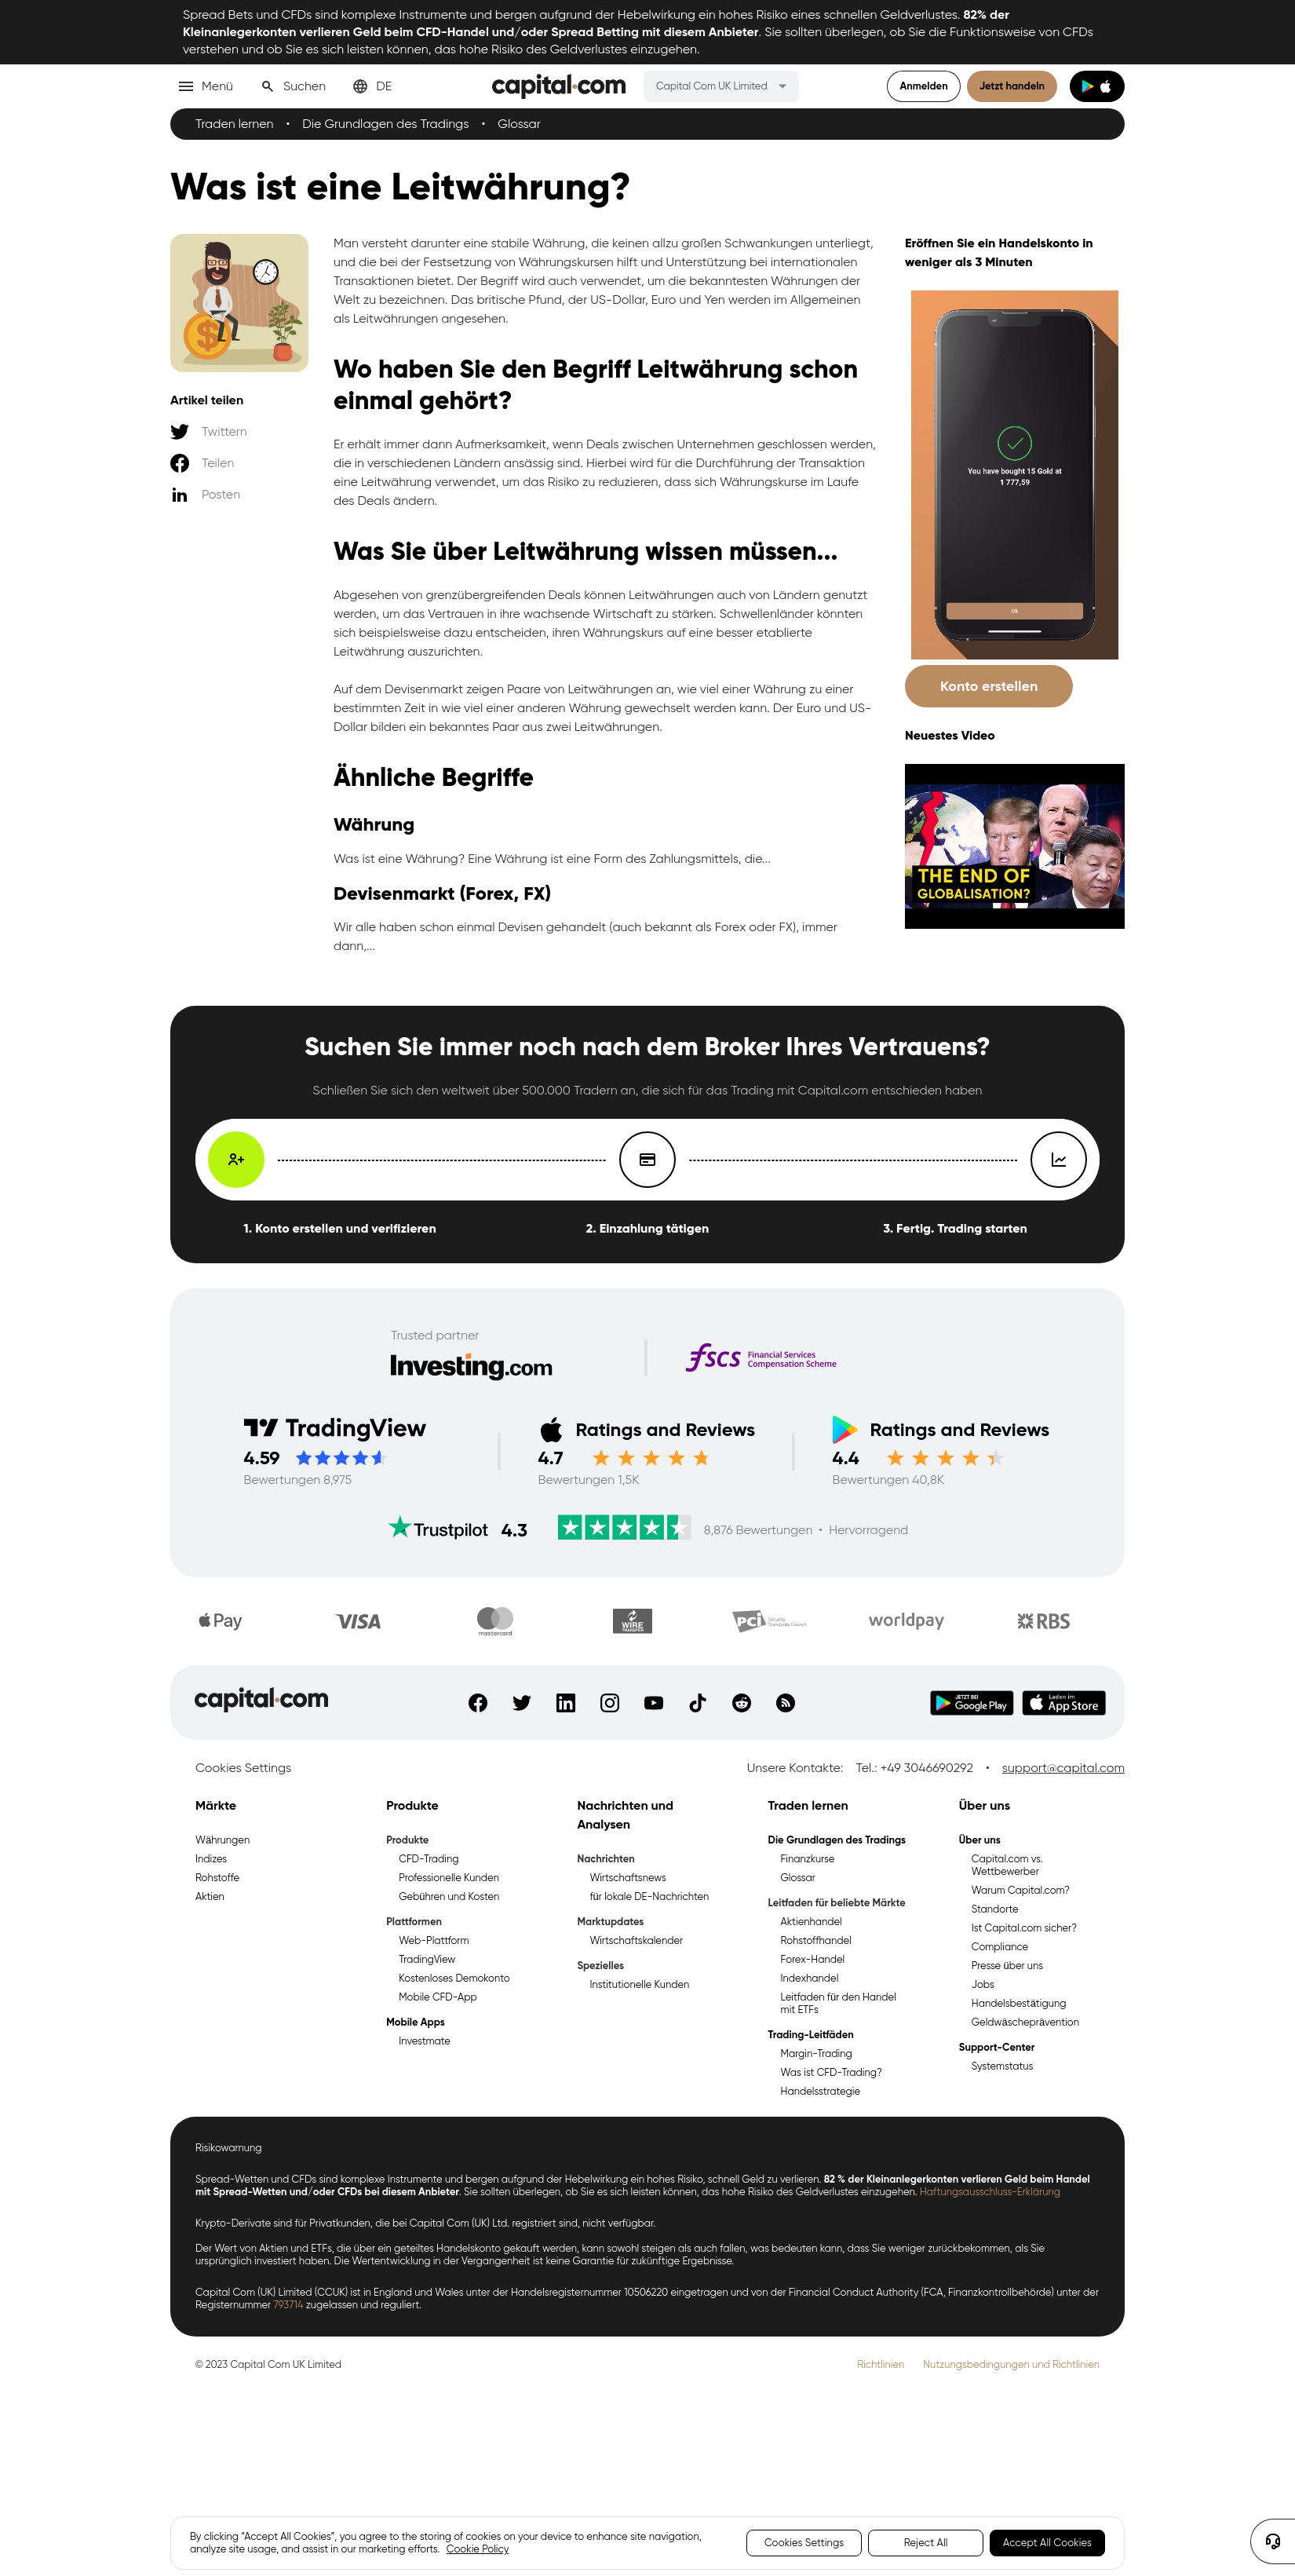 Spread Bets und CFDs sind komplexe Instrumente und bergen aufgrund der Hebelwirkung ein hohes Risiko eines schnellen Geldverlustes. 82% der
Kleinanlegerkonten verlieren Geld beim CFD-Handel und/oder Spread Betting mit diesem Anbieter. Sie sollten überlegen, ob Sie die Funktionsweise von CFDs
verstehen und ob Sie es sich leisten können, das hohe Risiko des Geldverlustes einzugehen.
Menü
Suchen
DE
capital.com
Capital Com UK Limited
Anmelden
Jetzt handeln
Traden lernen • Die Grundlagen des Tradings • Glossar
Was ist eine Leitwährung?
Artikel teilen
Twittern
Teilen
Posten
Man versteht darunter eine stabile Währung, die keinen allzu großen Schwankungen unterliegt,
und die bei der Festsetzung von Währungskursen hilft und Unterstützung bei internationalen
Transaktionen bietet. Der Begriff wird auch verwendet, um die bekanntesten Währungen der
Welt zu bezeichnen. Das britische Pfund, der US-Dollar, Euro und Yen werden im Allgemeinen
als Leitwährungen angesehen.
Wo haben Sie den Begriff Leitwährung schon
einmal gehört?
Er erhält immer dann Aufmerksamkeit, wenn Deals zwischen Unternehmen geschlossen werden,
die in verschiedenen Ländern ansässig sind. Hierbei wird für die Durchführung der Transaktion
eine Leitwährung verwendet, um das Risiko zu reduzieren, dass sich Währungskurse im Laufe
des Deals ändern.
Was Sie über Leitwährung wissen müssen...
Abgesehen von grenzübergreifenden Deals können Leitwährungen auch von Ländern genutzt
werden, um das Vertrauen in ihre wachsende Wirtschaft zu stärken. Schwellenländer könnten
sich beispielsweise dazu entscheiden, ihren Währungskurs auf eine besser etablierte
Leitwährung auszurichten.
Auf dem Devisenmarkt zeigen Paare von Leitwährungen an, wie viel einer Währung zu einer
bestimmten Zeit in wie viel einer anderen Währung gewechselt werden kann. Der Euro und US-
Dollar bilden ein bekanntes Paar aus zwei Leitwährungen.
Ähnliche Begriffe
Währung
Was ist eine Währung? Eine Währung ist eine Form des Zahlungsmittels, die...
Devisenmarkt (Forex, FX)
Wir alle haben schon einmal Devisen gehandelt (auch bekannt als Forex oder FX), immer
dann,...
Eröffnen Sie ein Handelskonto in
weniger als 3 Minuten
You have bought 15 Gold at
1 777,59
Ok
Konto erstellen
Neuestes Video
THE END OF
GLOBALISATION?
Suchen Sie immer noch nach dem Broker Ihres Vertrauens?
Schließen Sie sich den weltweit über 500.000 Tradern an, die sich für das Trading mit Capital.com entschieden haben
1. Konto erstellen und verifizieren
2. Einzahlung tätigen
3. Fertig. Trading starten
Trusted partner
Investing.com
fscs Financial Services
Compensation Scheme
TradingView
4.59
Bewertungen 8,975
Ratings and Reviews
4.7
Bewertungen 1,5K
Ratings and Reviews
4.4
Bewertungen 40,8K
Trustpilot 4.3
8,876 Bewertungen • Hervorragend
Pay
VISA
mastercard
WIRE
TRANSFER
PCI Security
Standards Council
worldpay
RBS
capital.com
JETZT BEI
Google Play
Laden im
App Store
Cookies Settings
Unsere Kontakte: Tel.: +49 3046690292 • support@capital.com
Märkte
Währungen
Indizes
Rohstoffe
Aktien
Produkte
Produkte
CFD-Trading
Professionelle Kunden
Gebühren und Kosten
Plattformen
Web-Plattform
TradingView
Kostenloses Demokonto
Mobile CFD-App
Mobile Apps
Investmate
Nachrichten und
Analysen
Nachrichten
Wirtschaftsnews
für lokale DE-Nachrichten
Marktupdates
Wirtschaftskalender
Spezielles
Institutionelle Kunden
Traden lernen
Die Grundlagen des Tradings
Finanzkurse
Glossar
Leitfaden für beliebte Märkte
Aktienhandel
Rohstoffhandel
Forex-Handel
Indexhandel
Leitfaden für den Handel
mit ETFs
Trading-Leitfäden
Margin-Trading
Was ist CFD-Trading?
Handelsstrategie
Über uns
Über uns
Capital.com vs.
Wettbewerber
Warum Capital.com?
Standorte
Ist Capital.com sicher?
Compliance
Presse über uns
Jobs
Handelsbestätigung
Geldwäscheprävention
Support-Center
Systemstatus
Risikowarnung
Spread-Wetten und CFDs sind komplexe Instrumente und bergen aufgrund der Hebelwirkung ein hohes Risiko, schnell Geld zu verlieren. 82 % der Kleinanlegerkonten verlieren Geld beim Handel
mit Spread-Wetten und/oder CFDs bei diesem Anbieter. Sie sollten überlegen, ob Sie es sich leisten können, das hohe Risiko des Geldverlustes einzugehen. Haftungsausschluss-Erklärung
Krypto-Derivate sind für Privatkunden, die bei Capital Com (UK) Ltd. registriert sind, nicht verfügbar.
Der Wert von Aktien und ETFs, die über ein geteiltes Handelskonto gekauft werden, kann sowohl steigen als auch fallen, was bedeuten kann, dass Sie weniger zurückbekommen, als Sie
ursprünglich investiert haben. Die Wertentwicklung in der Vergangenheit ist keine Garantie für zukünftige Ergebnisse.
Capital Com (UK) Limited (CCUK) ist in England und Wales unter der Handelsregisternummer 10506220 eingetragen und von der Financial Conduct Authority (FCA, Finanzkontrollbehörde) unter der
Registernummer 793714 zugelassen und reguliert.
© 2023 Capital Com UK Limited
Richtlinien
Nutzungsbedingungen und Richtlinien
By clicking “Accept All Cookies”, you agree to the storing of cookies on your device to enhance site navigation,
analyze site usage, and assist in our marketing efforts. Cookie Policy
Cookies Settings
Reject All
Accept All Cookies